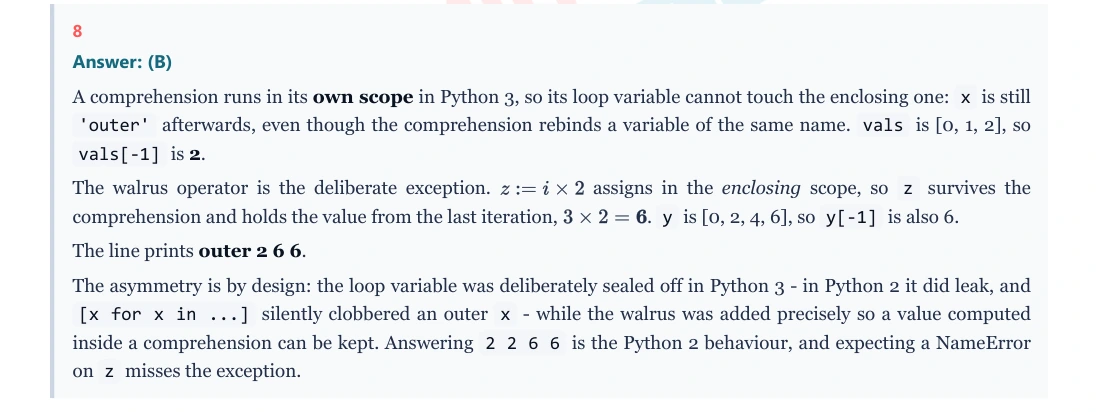 8
Answer: (B)
A comprehension runs in its own scope in Python 3, so its loop variable cannot touch the enclosing one: x is still
'outer' afterwards, even though the comprehension rebinds a variable of the same name. vals is [0, 1, 2], so
vals[-1] is 2.
The walrus operator is the deliberate exception. z := i × 2 assigns in the enclosing scope, so z survives the
comprehension and holds the value from the last iteration, 3 × 2 = 6. y is [0, 2, 4, 6], so y[-1] is also 6.
The line prints outer 2 6 6.
The asymmetry is by design: the loop variable was deliberately sealed off in Python 3 - in Python 2 it did leak, and
[x for x in ...] silently clobbered an outer x - while the walrus was added precisely so a value computed
inside a comprehension can be kept. Answering 2 2 6 6 is the Python 2 behaviour, and expecting a NameError
on z misses the exception.